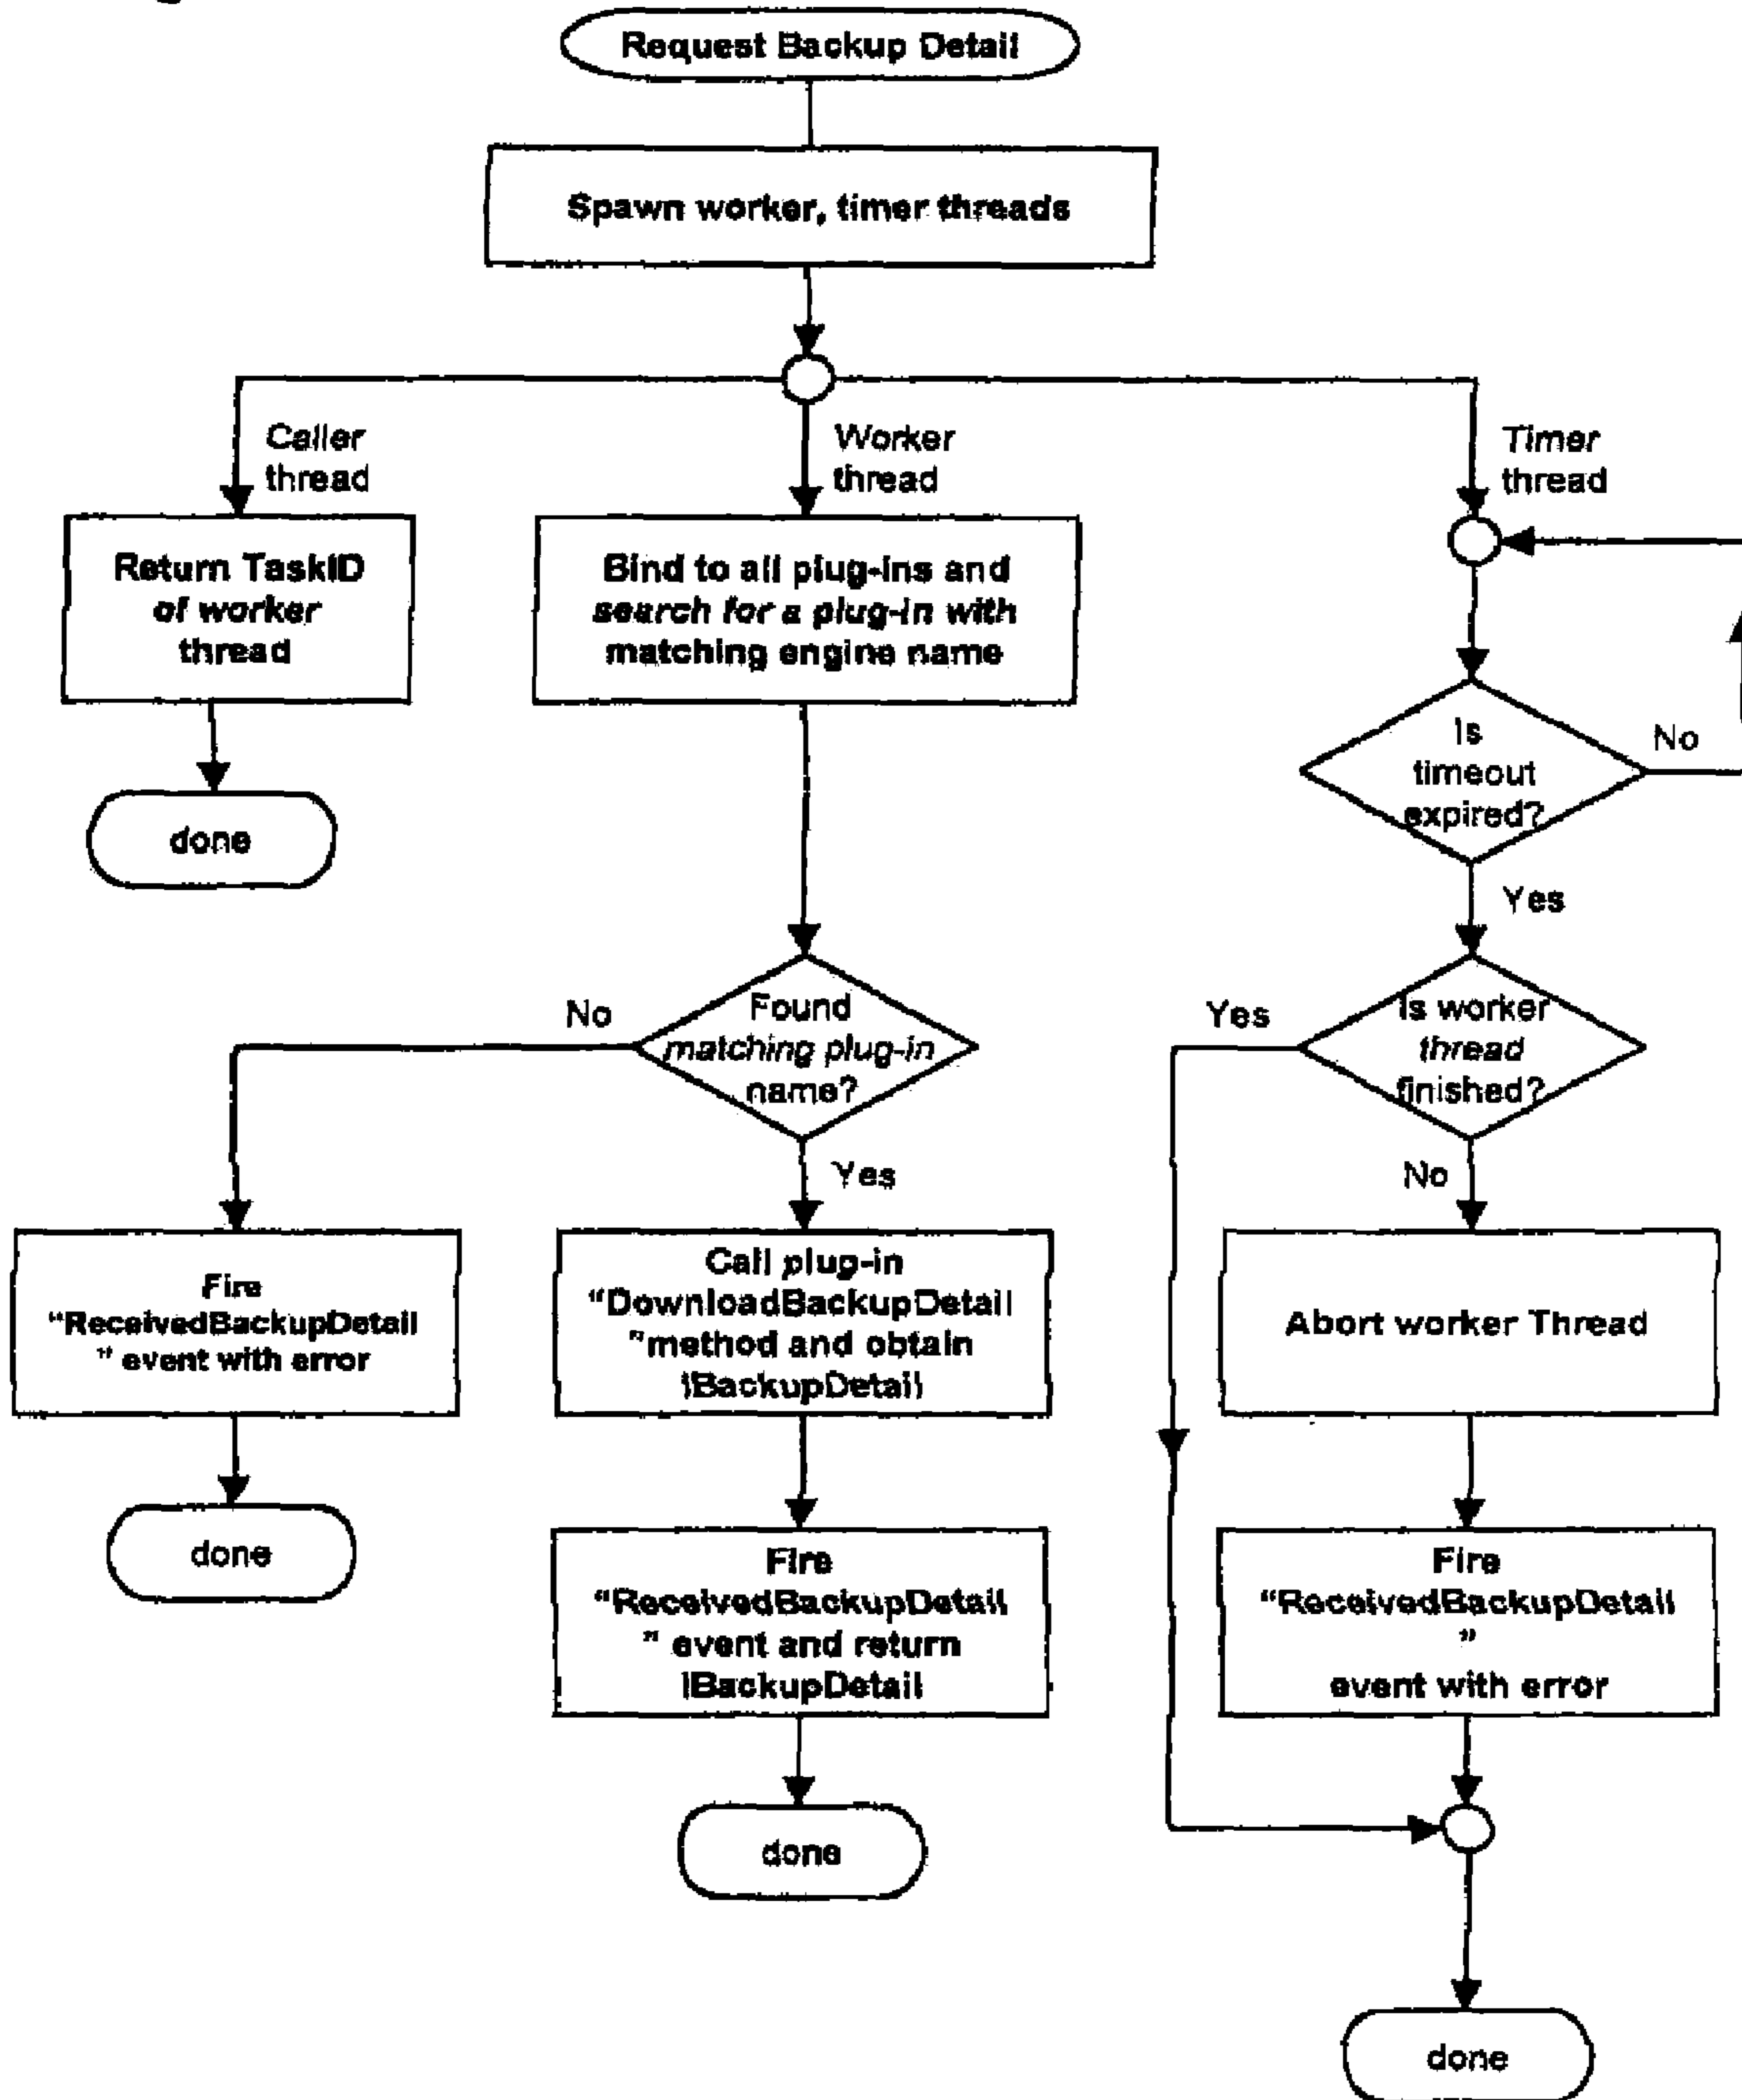 Request Backup Detail
Spawn worker, timer threads
Caller
thread
Worker
thread
Timer
thread
Return TaskID
of worker
thread
Bind to all plug-ins and
search for a plug-in with
matching engine name
Is
timeout
expired?
No
done
Yes
Found
matching plug-in
name?
No
Yes
Is worker
thread
finished?
Yes
No
Fire
"ReceivedBackupDetail
" event with error
Call plug-in
"DownloadBackupDetail
"method and obtain
IBackupDetail
Abort worker Thread
done
Fire
"ReceivedBackupDetail
" event and return
IBackupDetail
Fire
"ReceivedBackupDetail
"
event with error
done
done